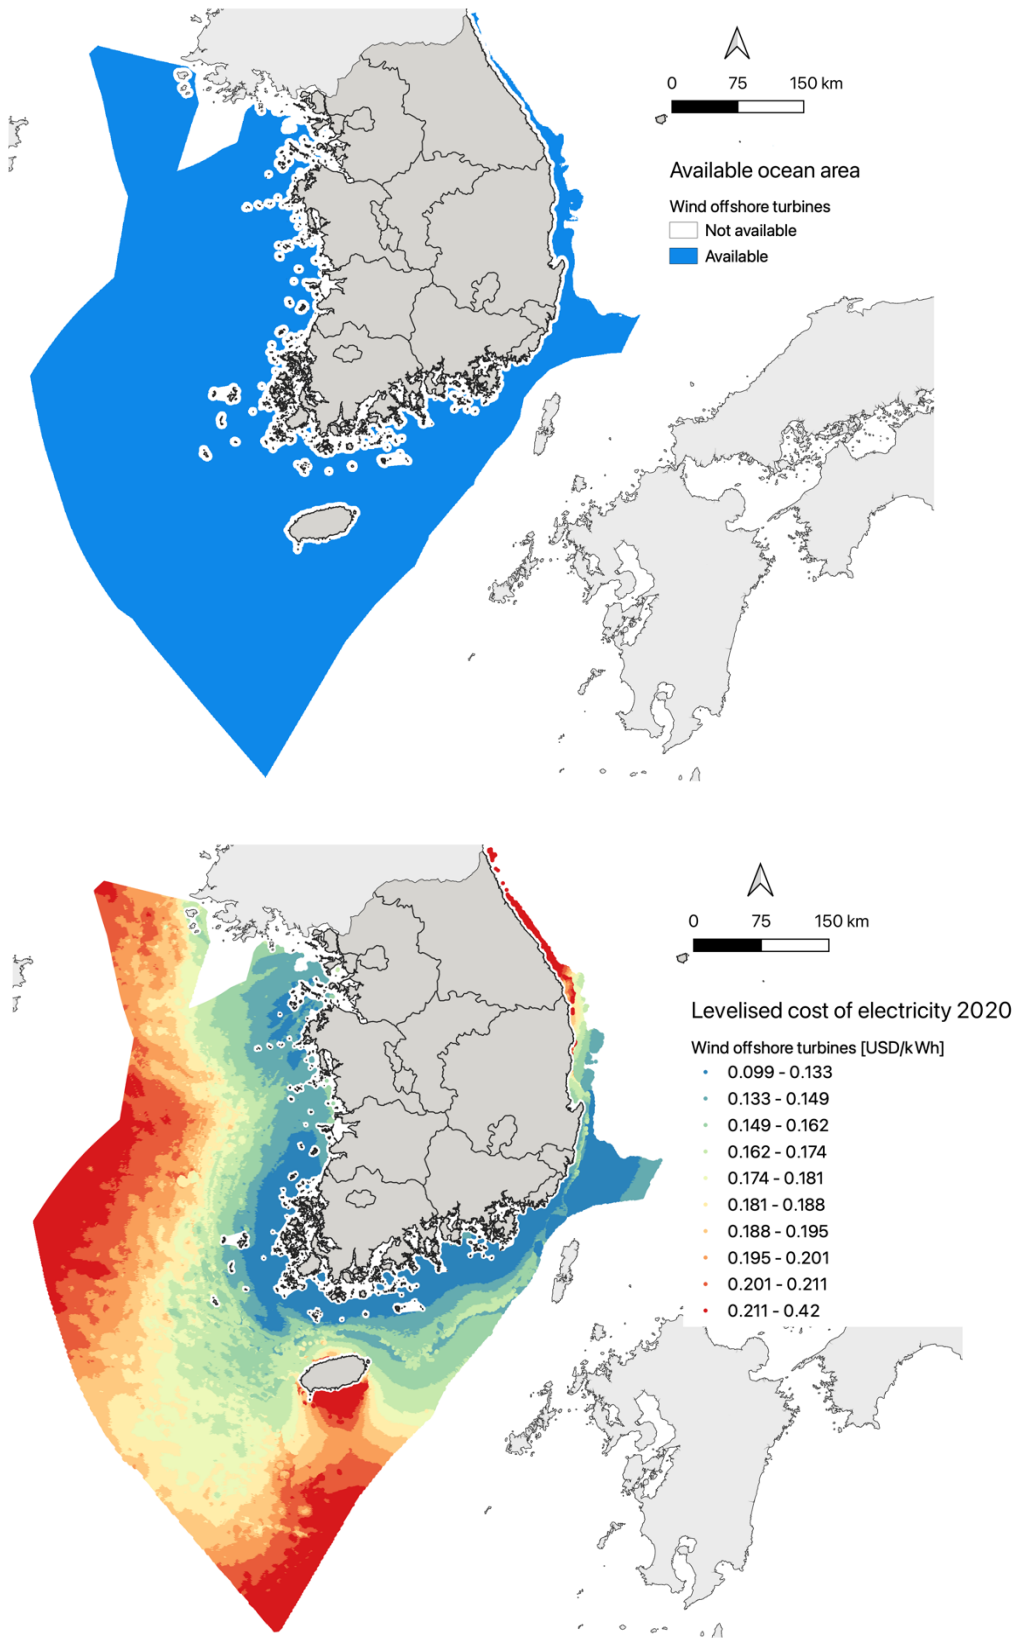 0 75 150 km
Available ocean area
Wind offshore turbines
Not available
Available
0 75 150 km
Levelised cost of electricity 2020
Wind offshore turbines [USD/kWh]
0.099 - 0.133
0.133 - 0.149
0.149 - 0.162
0.162 - 0.174
0.174 - 0.181
0.181 - 0.188
0.188 - 0.195
0.195 - 0.201
0.201 - 0.211
0.211 - 0.42